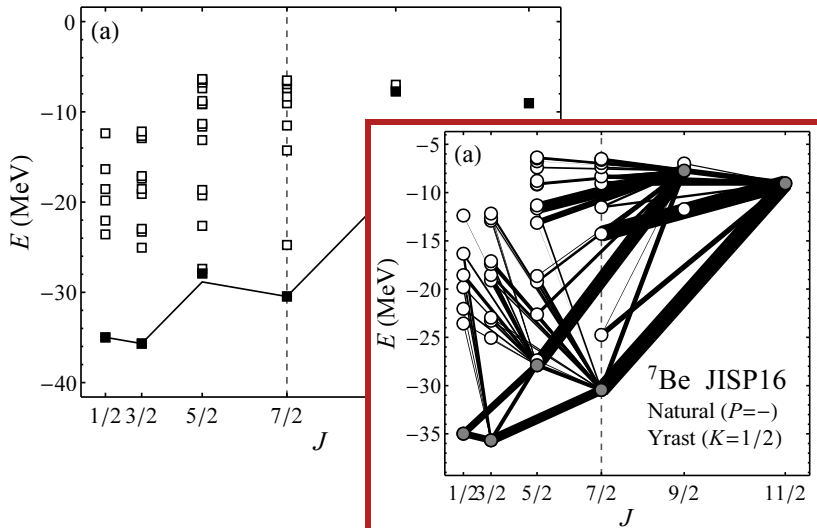 (a)
0
−10
−20
−30
−40
E (MeV)
1/2 3/2 5/2 7/2
J
(a)
−5
−10
−15
−20
−25
−30
−35
E (MeV)
⁷Be JISP16
Natural (P=−)
Yrast (K=1/2)
1/2 3/2 5/2 7/2 9/2 11/2
J